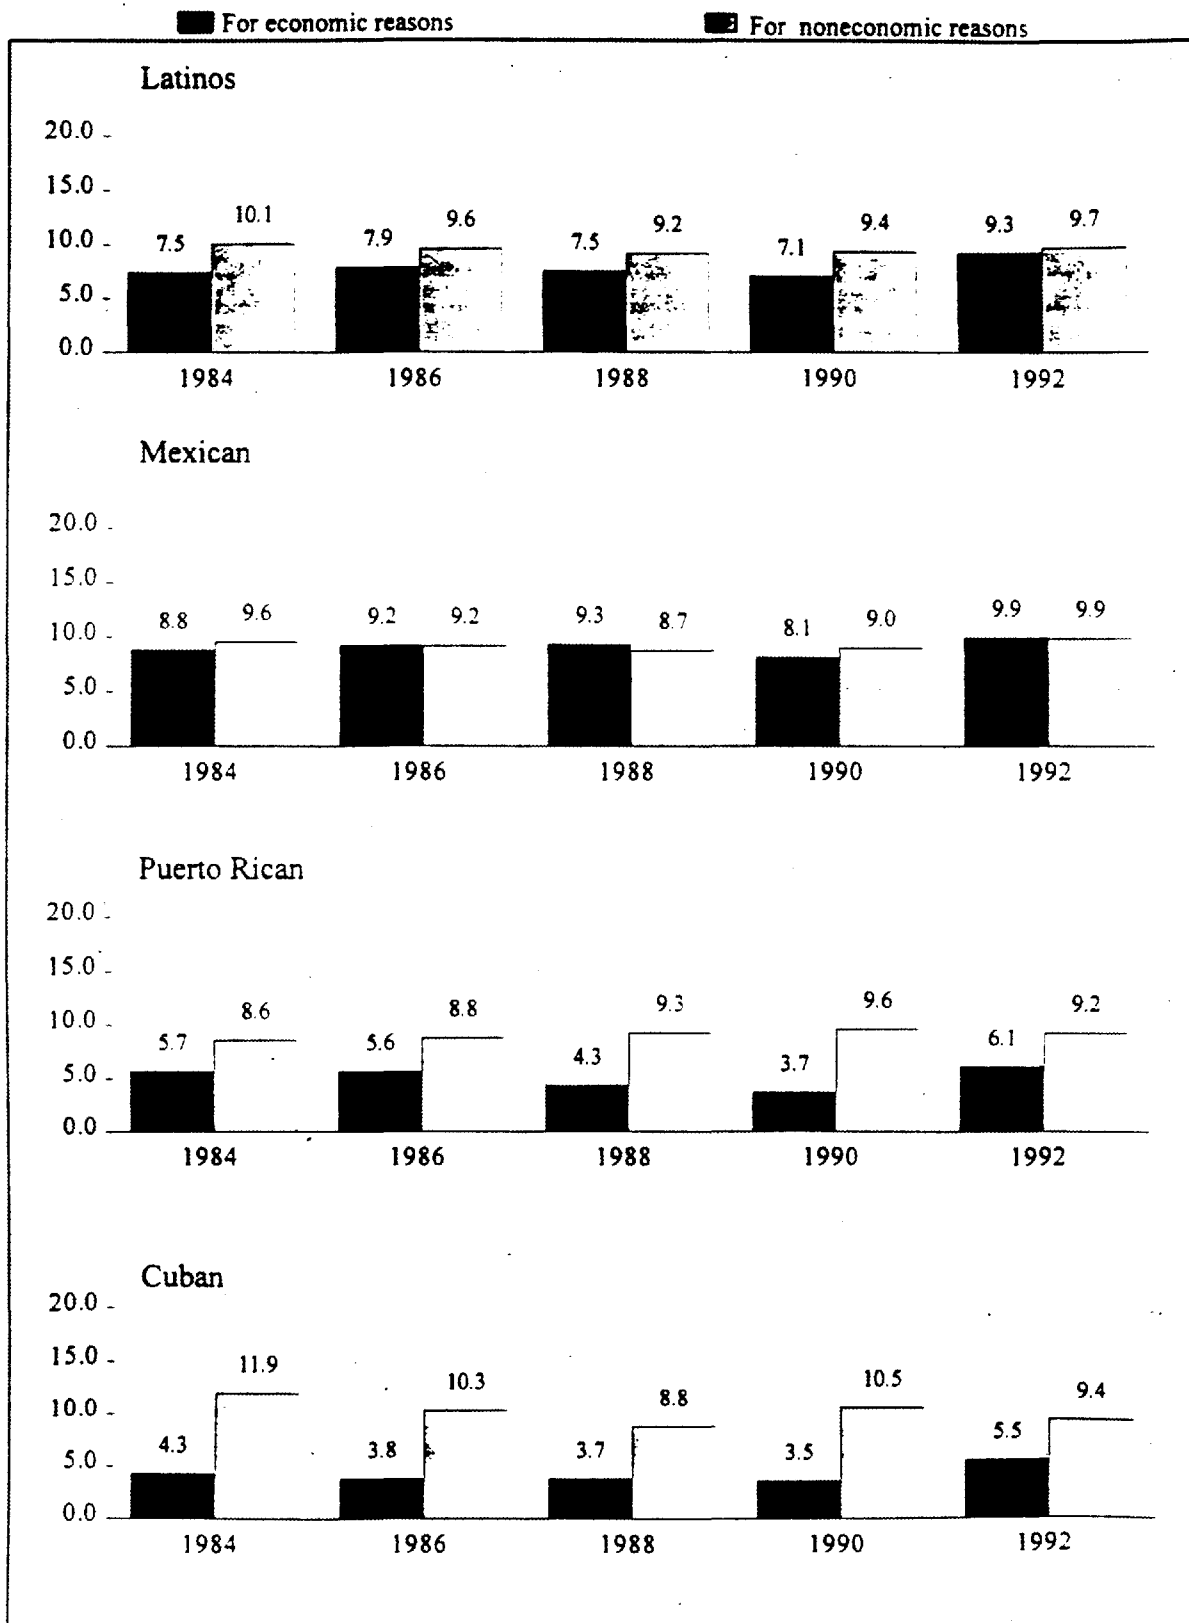 For economic reasons For noneconomic reasons
Latinos
20.0
15.0
10.0
5.0
0.0
7.5 10.1 7.9 9.6 7.5 9.2 7.1 9.4 9.3 9.7
1984 1986 1988 1990 1992
Mexican
20.0
15.0
10.0
5.0
0.0
8.8 9.6 9.2 9.2 9.3 8.7 8.1 9.0 9.9 9.9
1984 1986 1988 1990 1992
Puerto Rican
20.0
15.0
10.0
5.0
0.0
5.7 8.6 5.6 8.8 4.3 9.3 3.7 9.6 6.1 9.2
1984 1986 1988 1990 1992
Cuban
20.0
15.0
10.0
5.0
0.0
4.3 11.9 3.8 10.3 3.7 8.8 3.5 10.5 5.5 9.4
1984 1986 1988 1990 1992